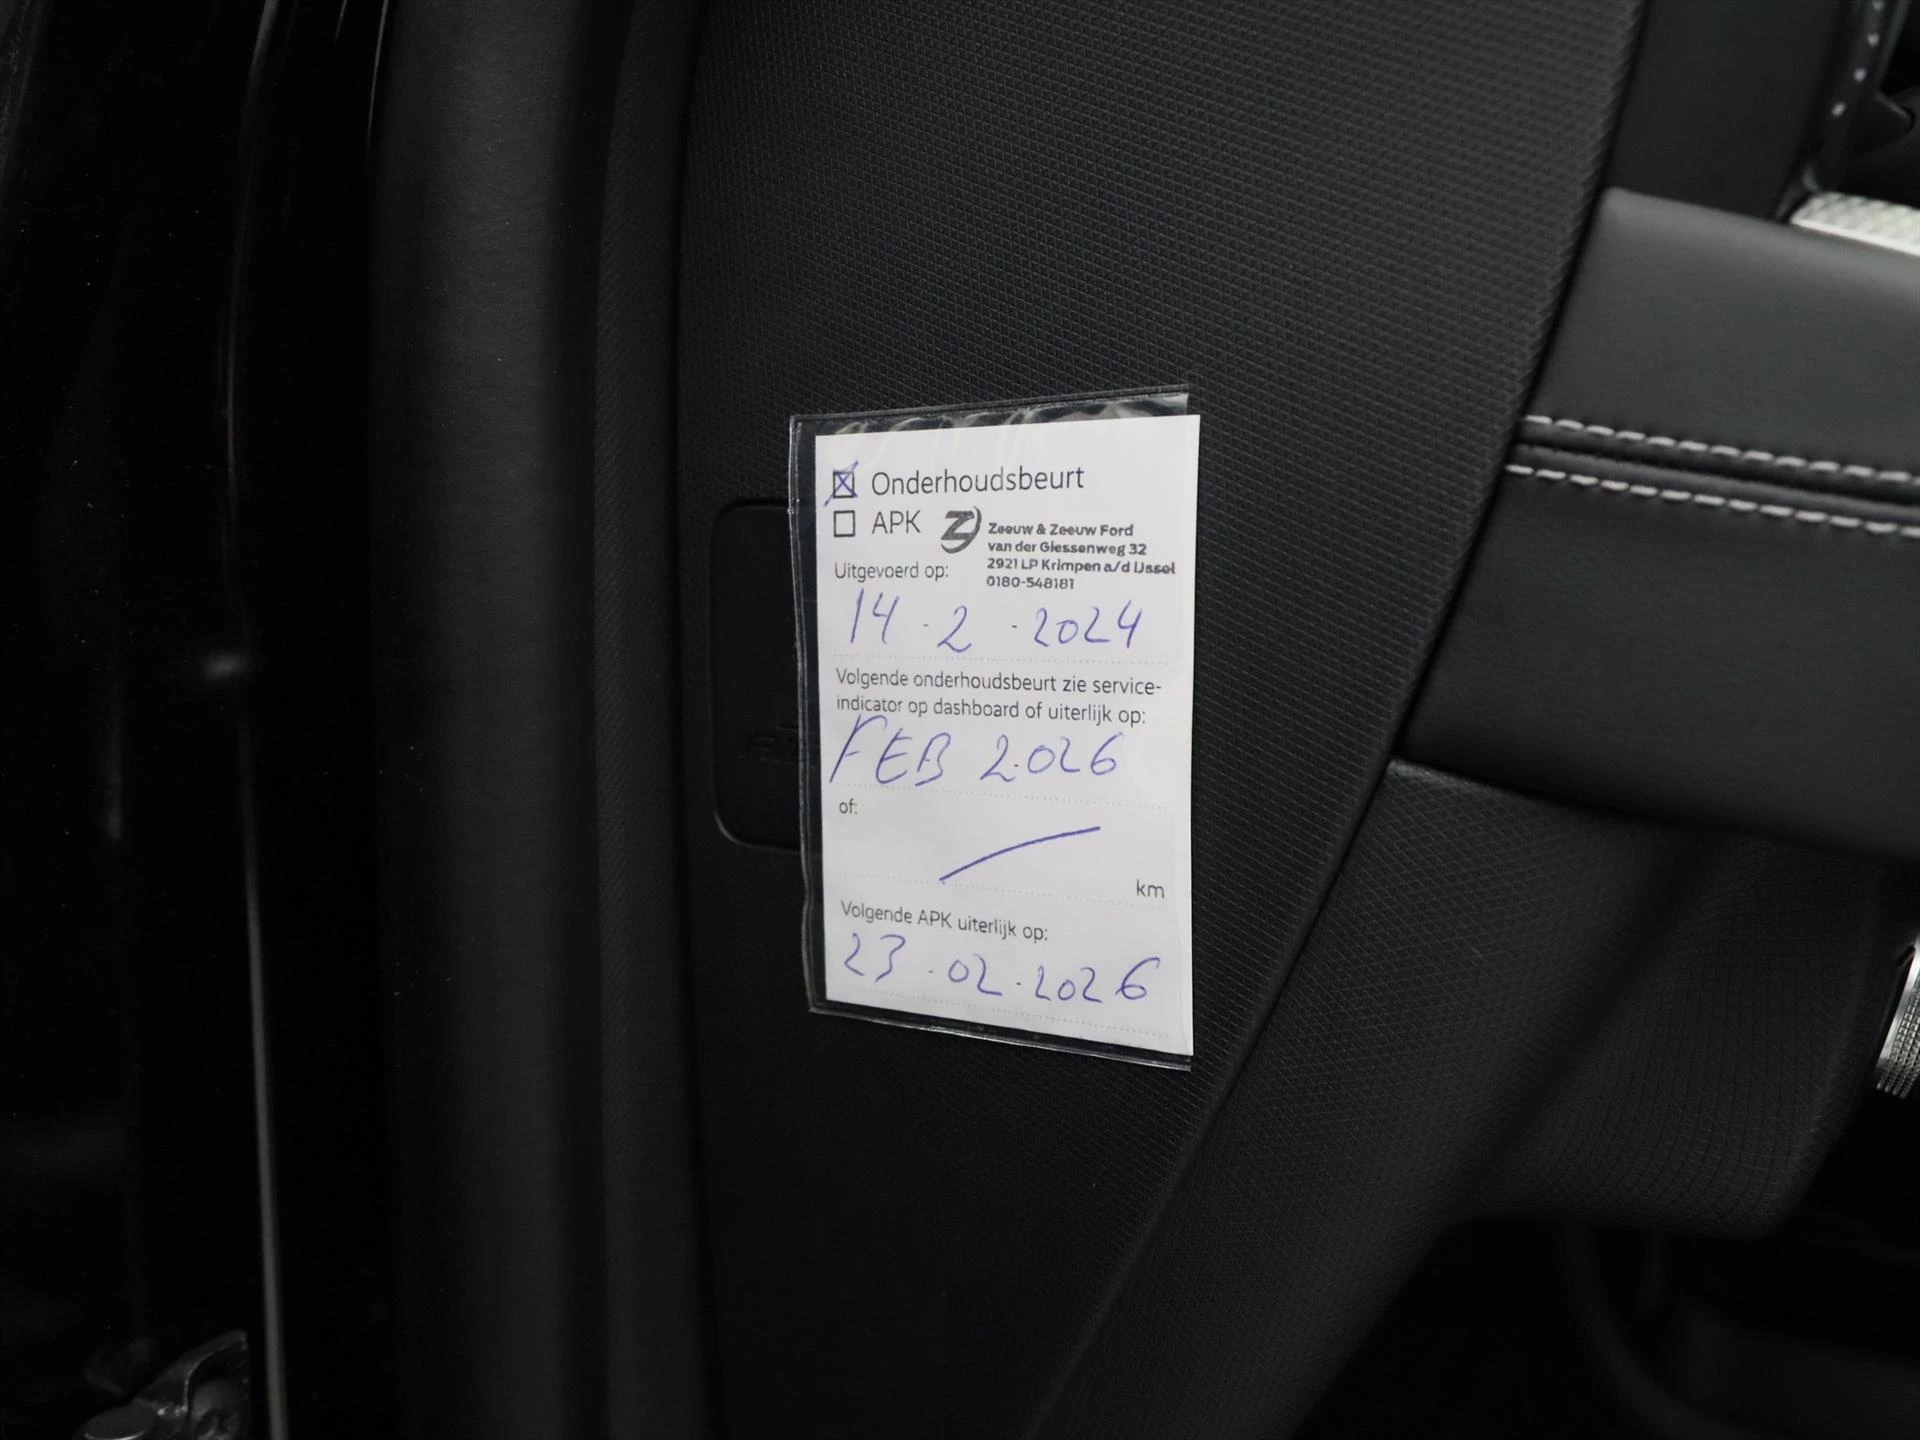 Onderhoudsbeurt
APK
Zeeuw & Zeeuw Ford
van der Giessenweg 32
2921 LP Krimpen a/d IJssel
0180-548181
Uitgevoerd op:
14 - 2 - 2024
Volgende onderhoudsbeurt zie service-
indicator op dashboard of uiterlijk op:
FEB 2026
of:
km
Volgende APK uiterlijk op:
23-02-2026